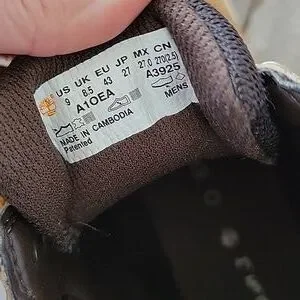 US UK EU JP MX CN
9 8.5 43 27 27.0 270(2.5)
A1OEA A3925
MADE IN CAMBODIA MENS
Patented